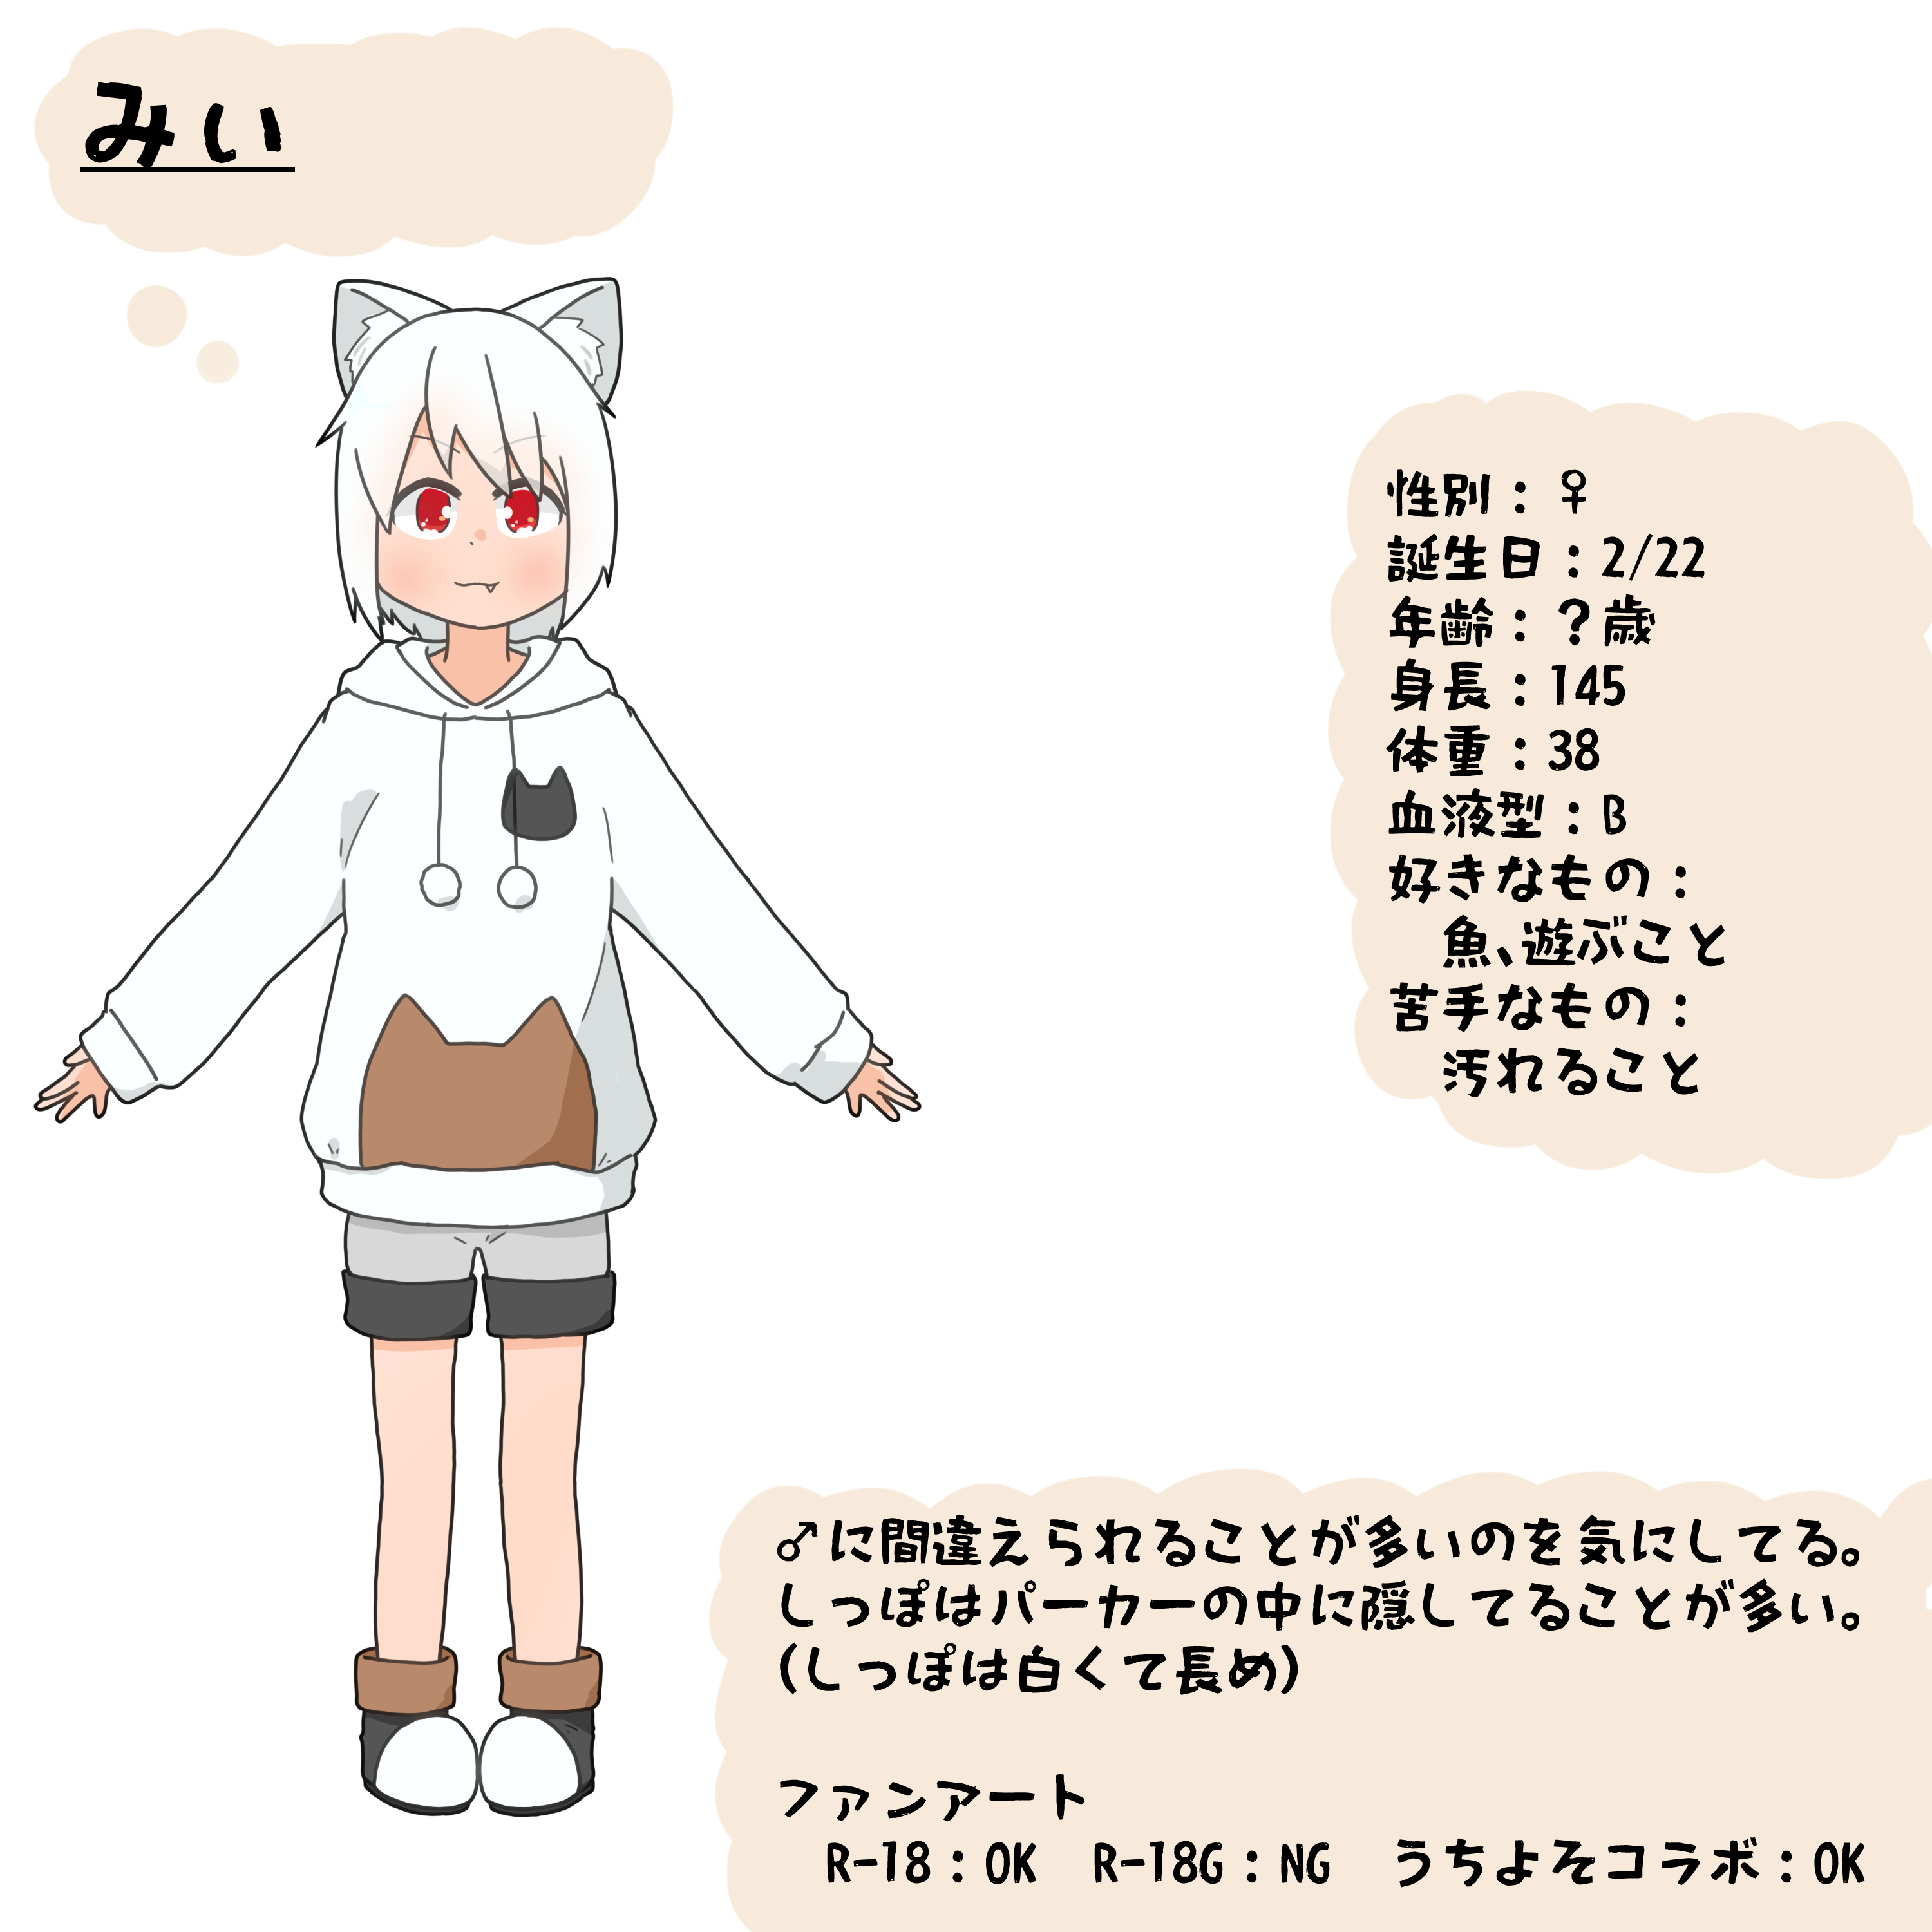 みぃ
性別：♀
誕生日：2/22
年齢：？歳
身長：145
体重：38
血液型：B
好きなもの：
魚、遊ぶこと
苦手なもの：
汚れること
♂に間違えられることが多いのを気にしてる。
しっぽはパーカーの中に隠してることが多い。
(しっぽは白くて長め)
ファンアート
R-18：OK　R-18G：NG　うちよそコラボ：OK